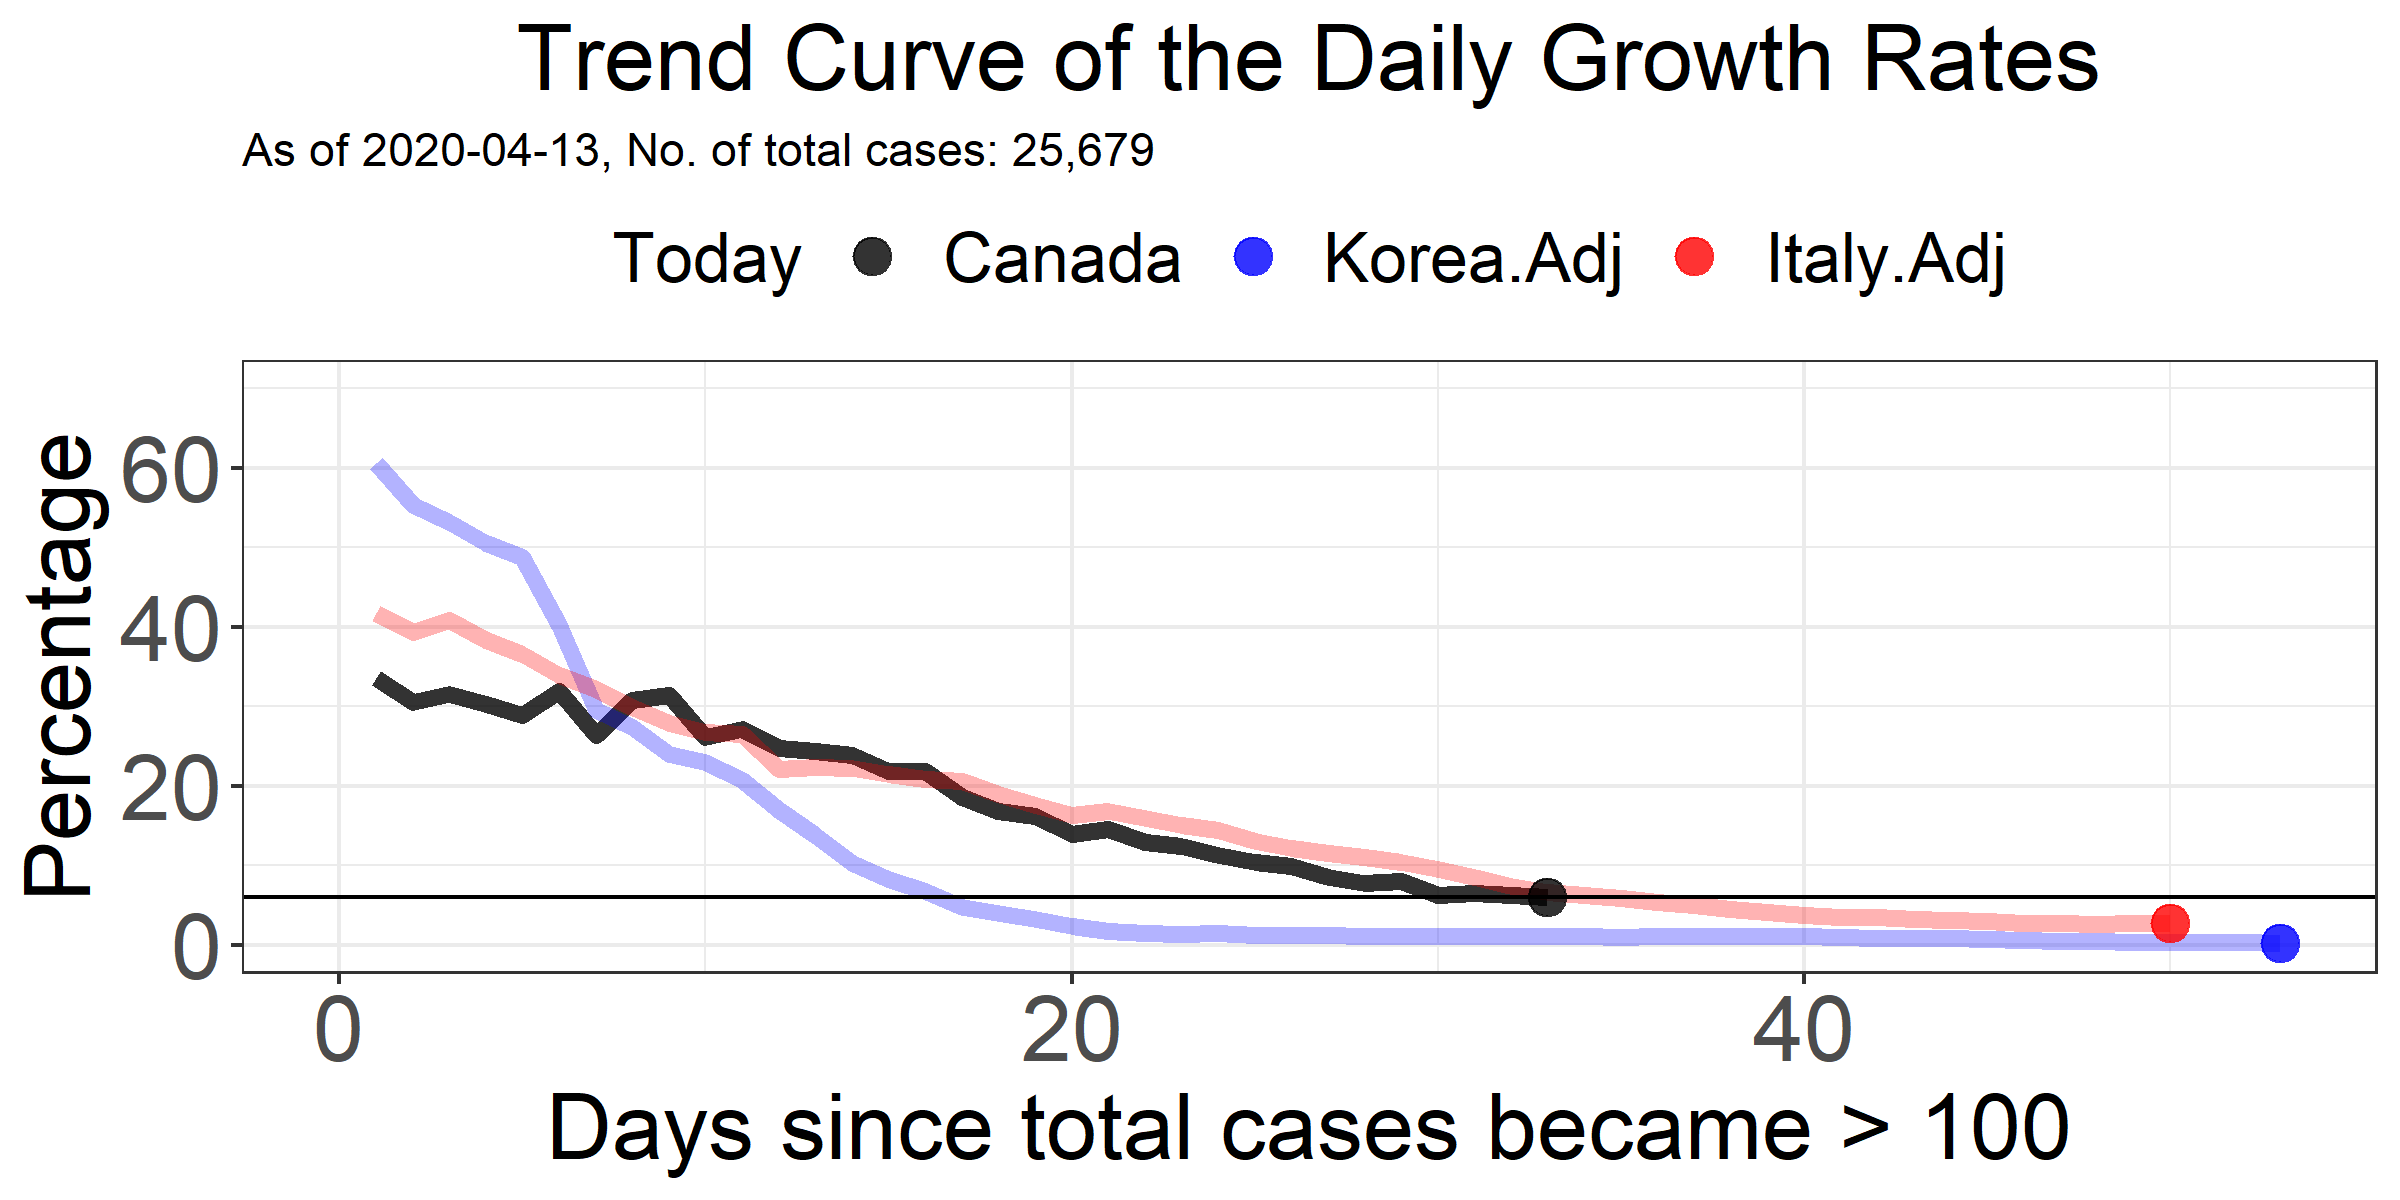 Trend Curve of the Daily Growth Rates
As of 2020-04-13, No. of total cases: 25,679
Today Canada Korea.Adj Italy.Adj
Percentage
60
40
20
0
0 20 40
Days since total cases became > 100